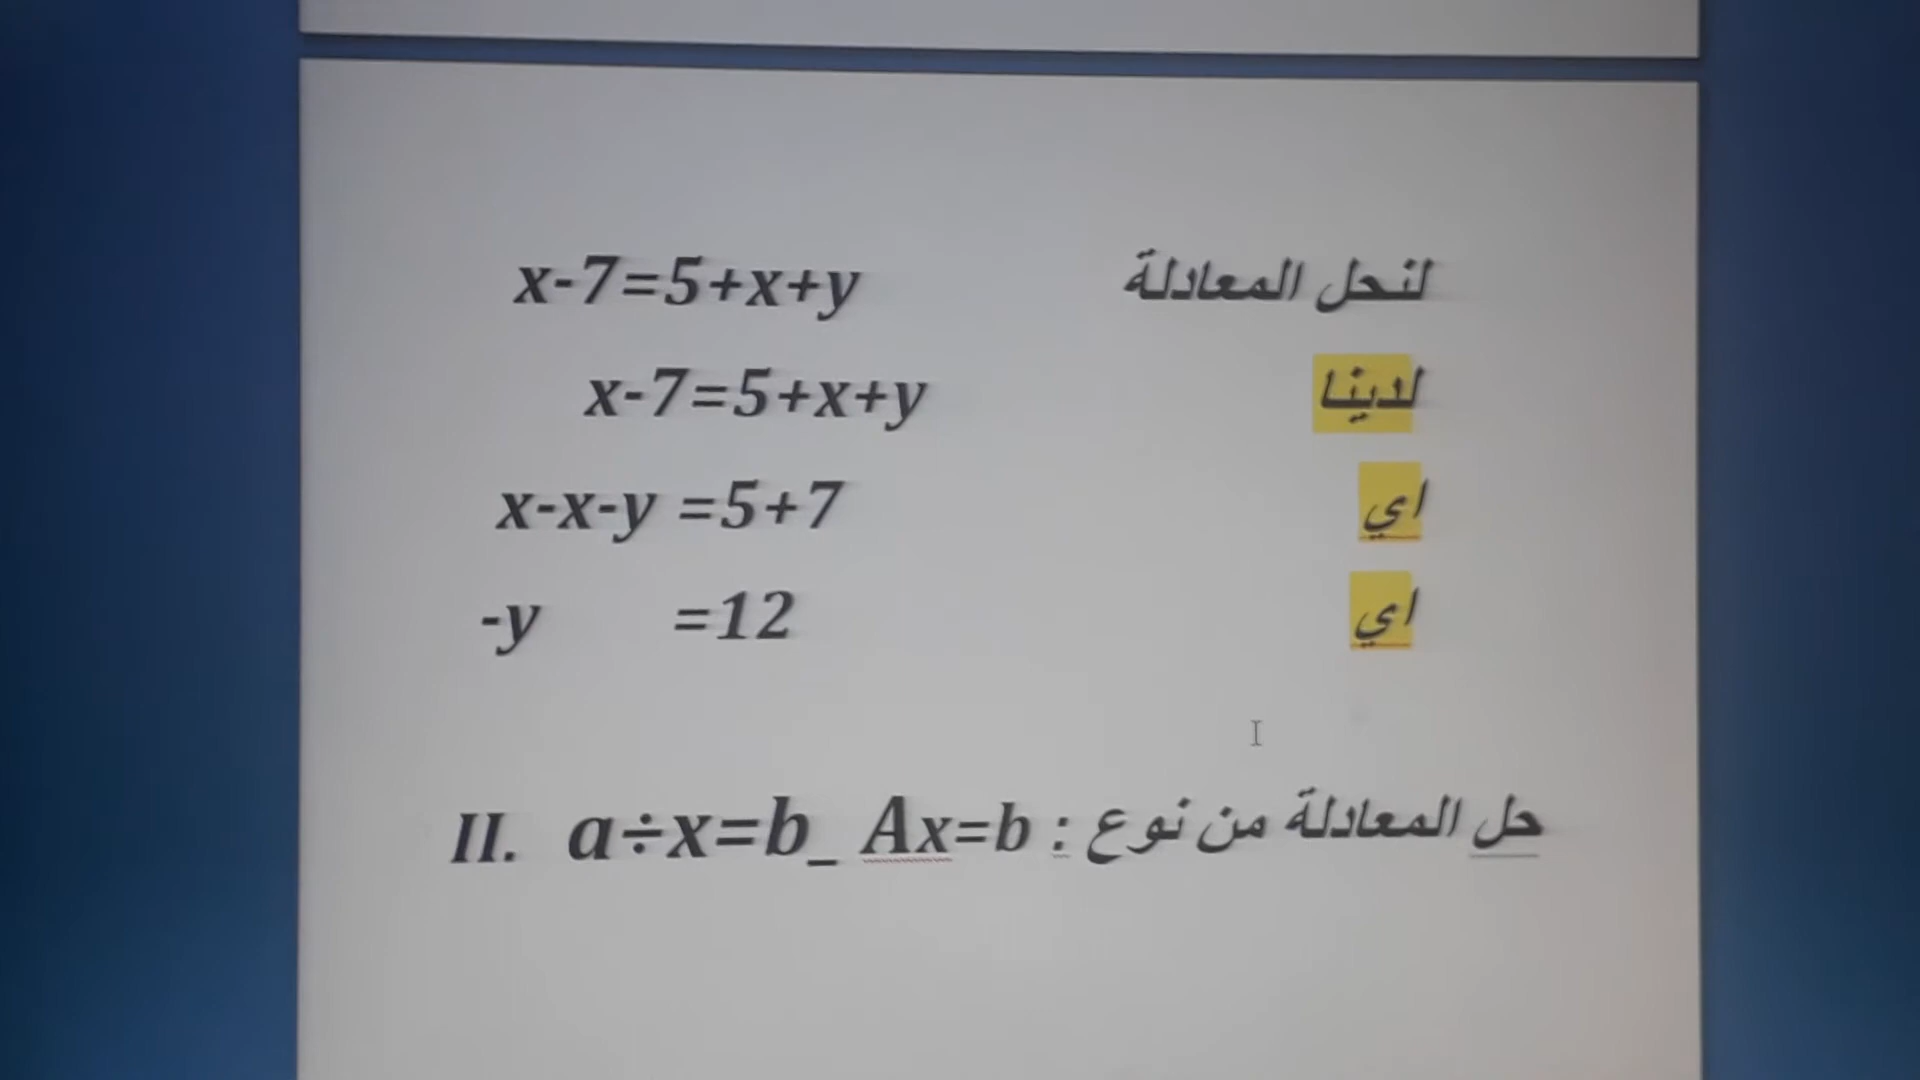 لنحل المعادلة x-7=5+x+y
لدينا x-7=5+x+y
اي x-x-y =5+7
اي -y =12
II. a÷x=b_ Ax=b : حل المعادلة من نوع